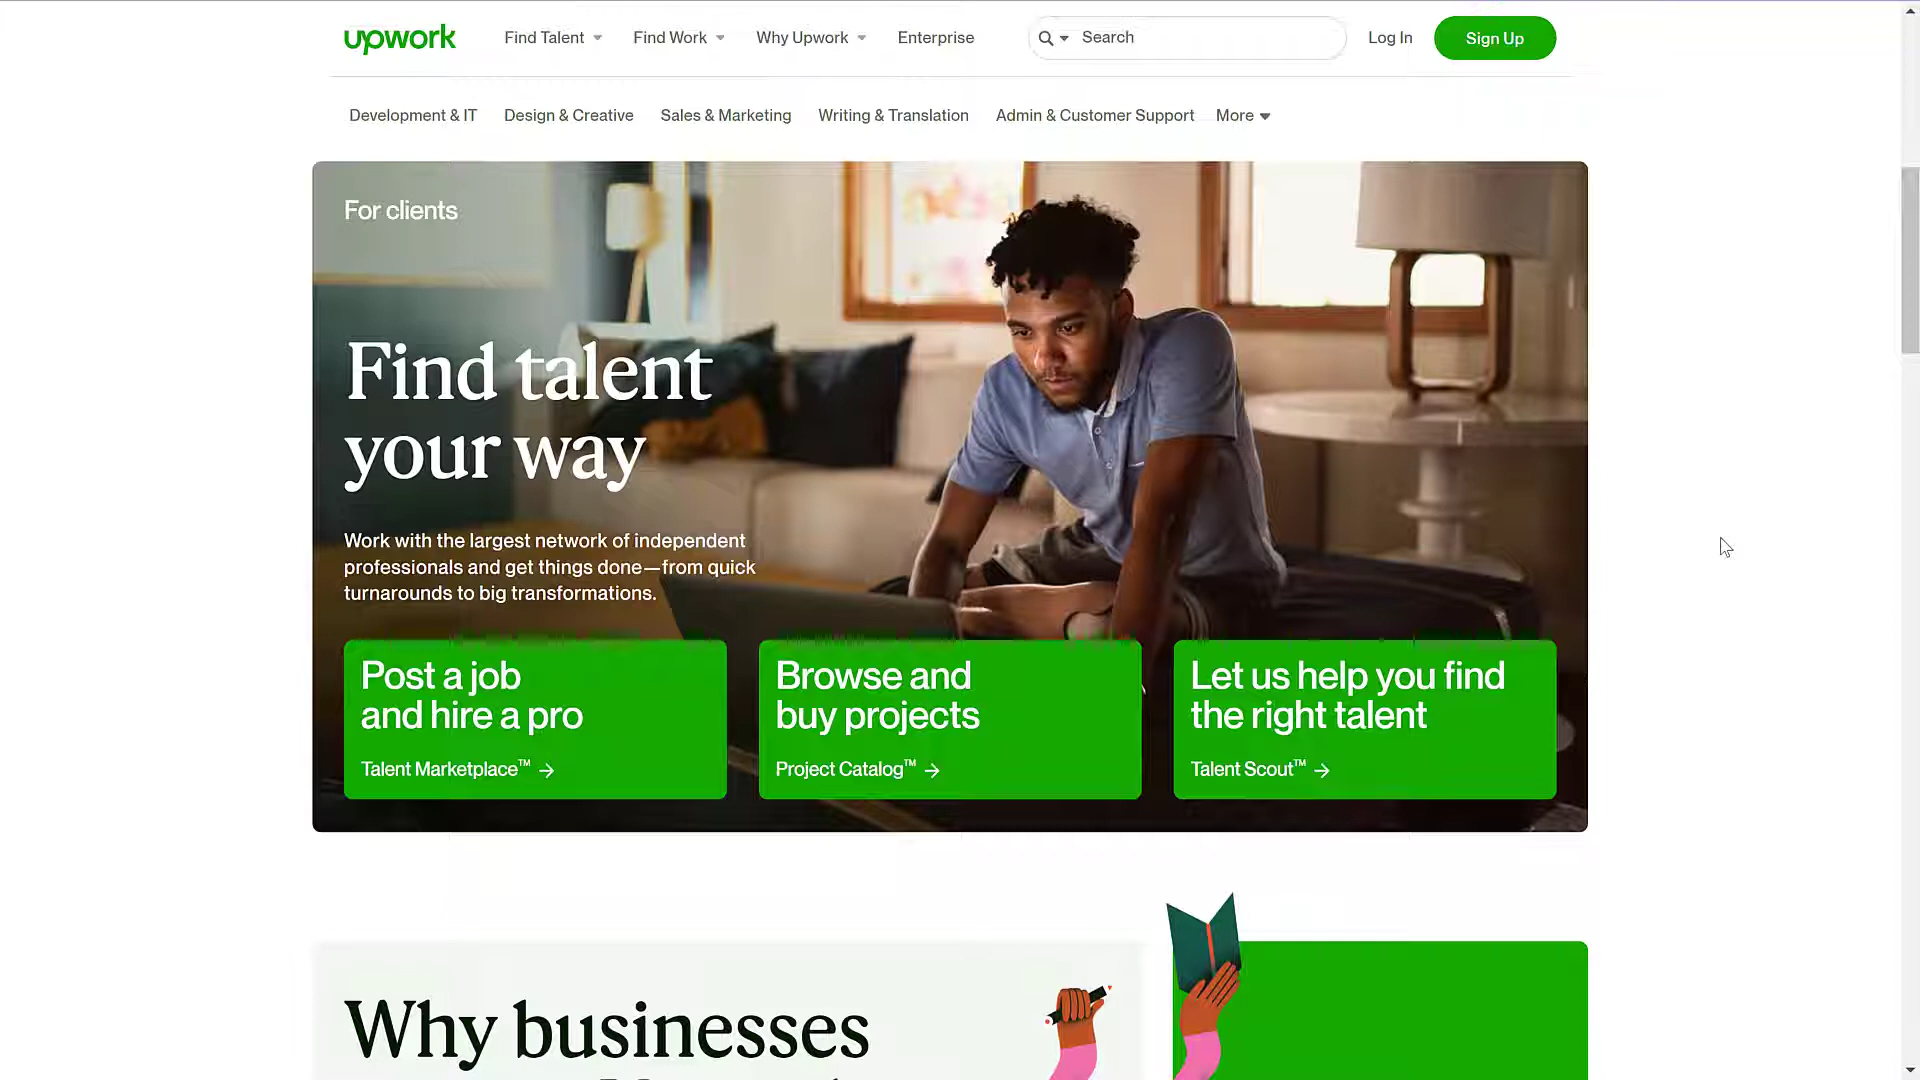 upwork
Find Talent
Find Work
Why Upwork
Enterprise
Search
Log In
Sign Up
Development & IT
Design & Creative
Sales & Marketing
Writing & Translation
Admin & Customer Support
More
For clients
Find talent
your way
Work with the largest network of independent
professionals and get things done—from quick
turnarounds to big transformations.
Post a job
and hire a pro
Talent Marketplace™ →
Browse and
buy projects
Project Catalog™ →
Let us help you find
the right talent
Talent Scout™ →
Why businesses